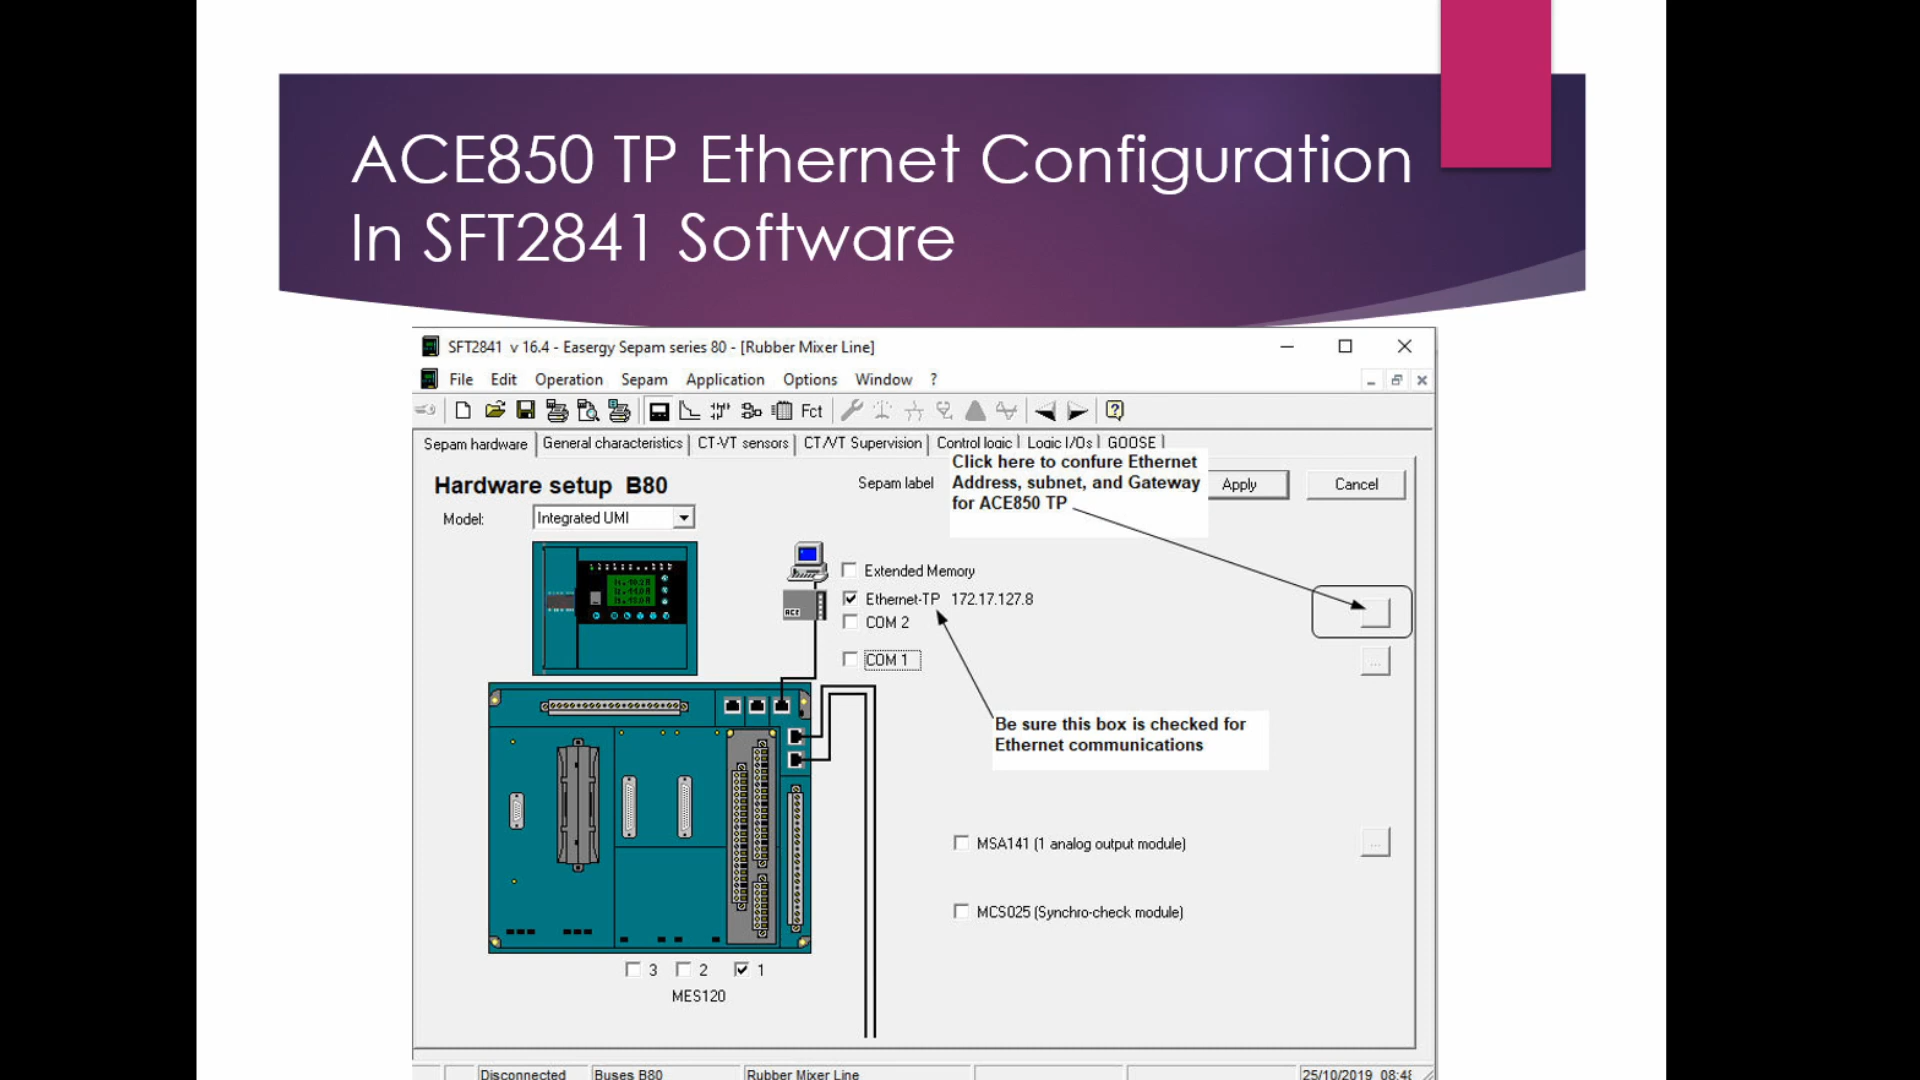 ACE850 TP Ethernet Configuration
In SFT2841 Software
SFT2841 v 16.4 - Easergy Sepam series 80 - [Rubber Mixer Line]
File Edit Operation Sepam Application Options Window ?
Fct
Sepam hardware General characteristics CT-VT sensors CT/VT Supervision Control logic Logic I/Os GOOSE
Click here to confure Ethernet
Address, subnet, and Gateway
for ACE850 TP
Hardware setup B80
Sepam label
Apply
Cancel
Model:
Integrated UMI
Extended Memory
Ethernet-TP 172.17.127.8
ACE
COM 2
COM 1
...
Be sure this box is checked for
Ethernet communications
MSA141 (1 analog output module)
...
MCS025 (Synchro-check module)
3 2 1
MES120
Disconnected Buses B80 Rubber Mixer Line 25/10/2019 08:48